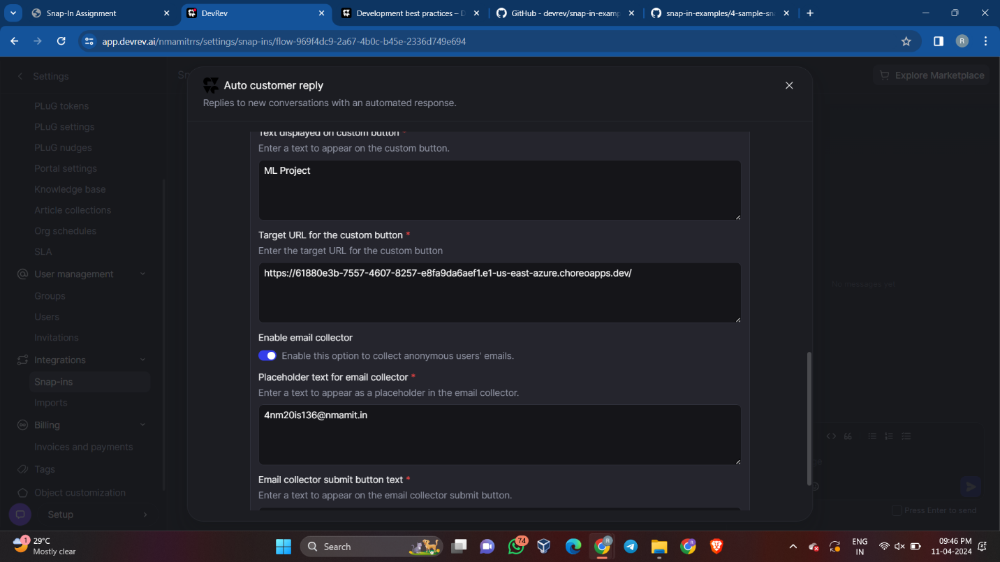 Snap-In Assignment
DevRev
Development best practices – D
GitHub - devrev/snap-in-examp
snap-in-examples/4-sample-sna
app.devrev.ai/nmamitrrs/settings/snap-ins/flow-969f4dc9-2a67-4b0c-b45e-2336d749e694
R
Settings
Sn
Explore Marketplace
PLuG tokens
PLuG settings
PLuG nudges
Portal settings
Knowledge base
Article collections
Org schedules
SLA
User management
Groups
Users
Invitations
Integrations
Snap-ins
Imports
Billing
Invoices and payments
Tags
Object customization
Setup
Auto customer reply
Replies to new conversations with an automated response.
Text displayed on custom button *
Enter a text to appear on the custom button.
ML Project
Target URL for the custom button *
Enter the target URL for the custom button
https://61880e3b-7557-4607-8257-e8fa9da6aef1.e1-us-east-azure.choreoapps.dev/
Enable email collector
Enable this option to collect anonymous users' emails.
Placeholder text for email collector *
Enter a text to appear as a placeholder in the email collector.
4nm20is136@nmamit.in
Email collector submit button text *
Enter a text to appear on the email collector submit button.
No messages yet
Press Enter to send
1
29°C
Mostly clear
Search
74
R
R
ENG
IN
09:46 PM
11-04-2024